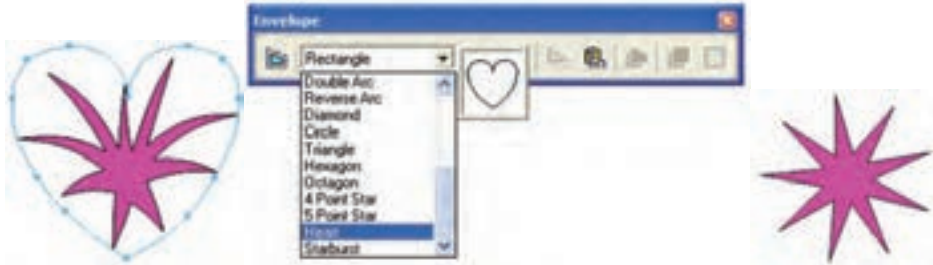 Envelope
Rectangle
Double Arc
Reverse Arc
Diamond
Circle
Triangle
Hexagon
Octagon
4 Point Star
5 Point Star
Heart
Starburst